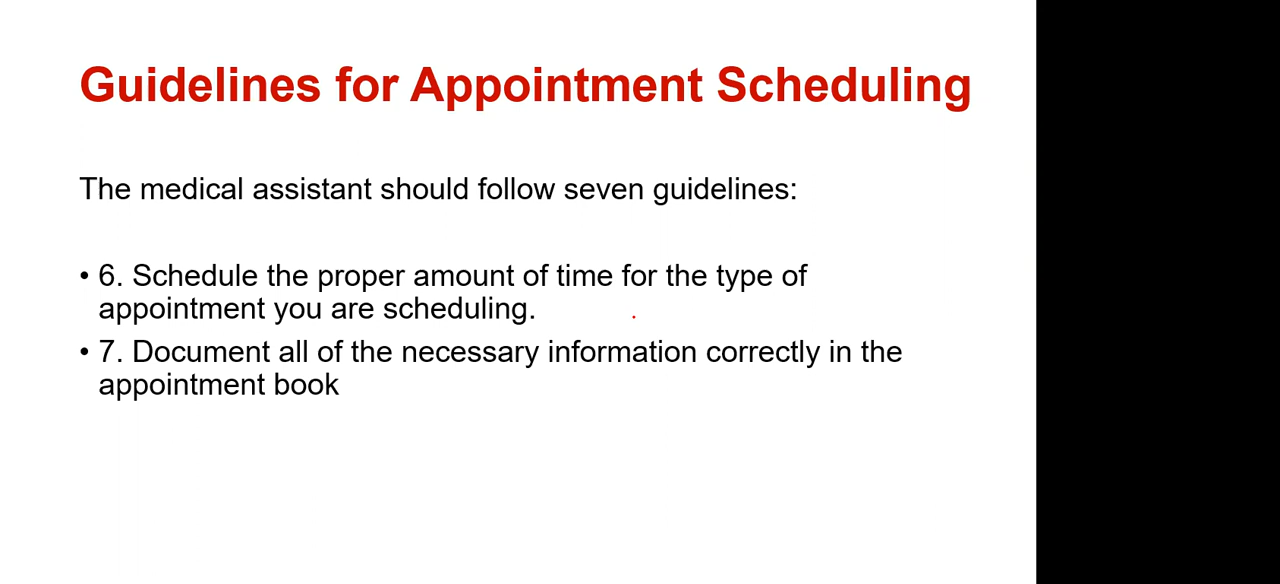 Guidelines for Appointment Scheduling
The medical assistant should follow seven guidelines:
• 6. Schedule the proper amount of time for the type of
appointment you are scheduling.
• 7. Document all of the necessary information correctly in the
appointment book